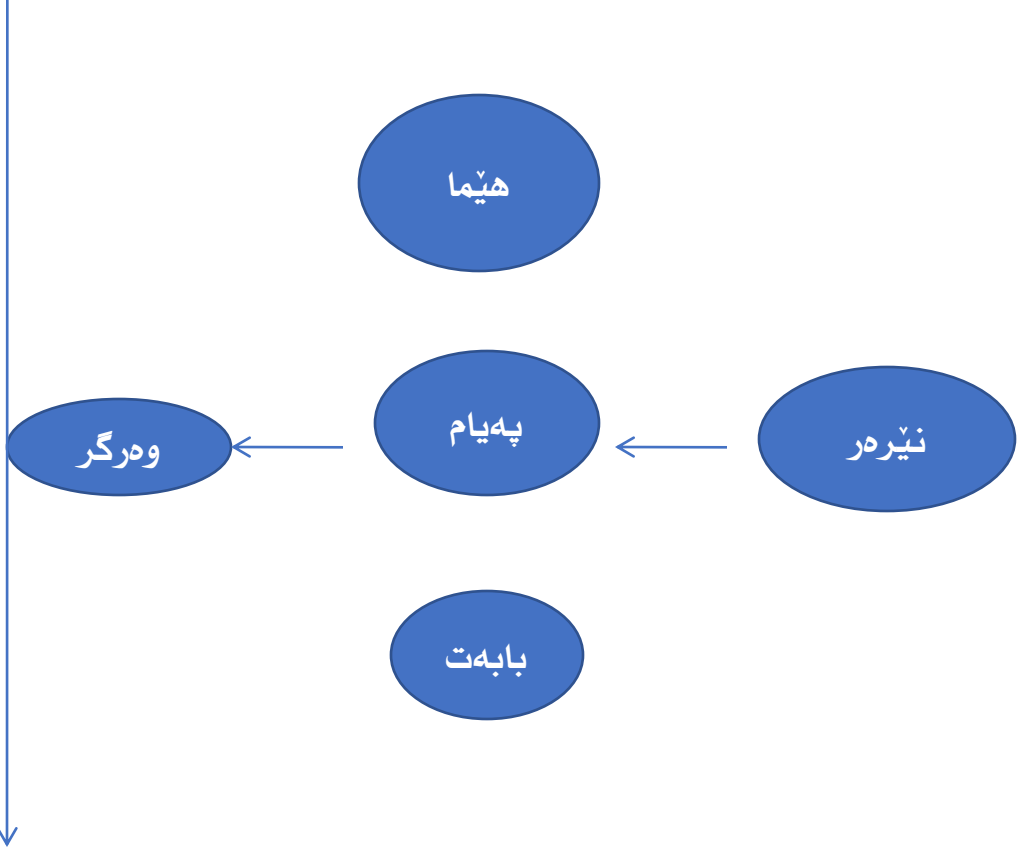 هێما
نێرەر
پەیام
وەرگر
بابەت